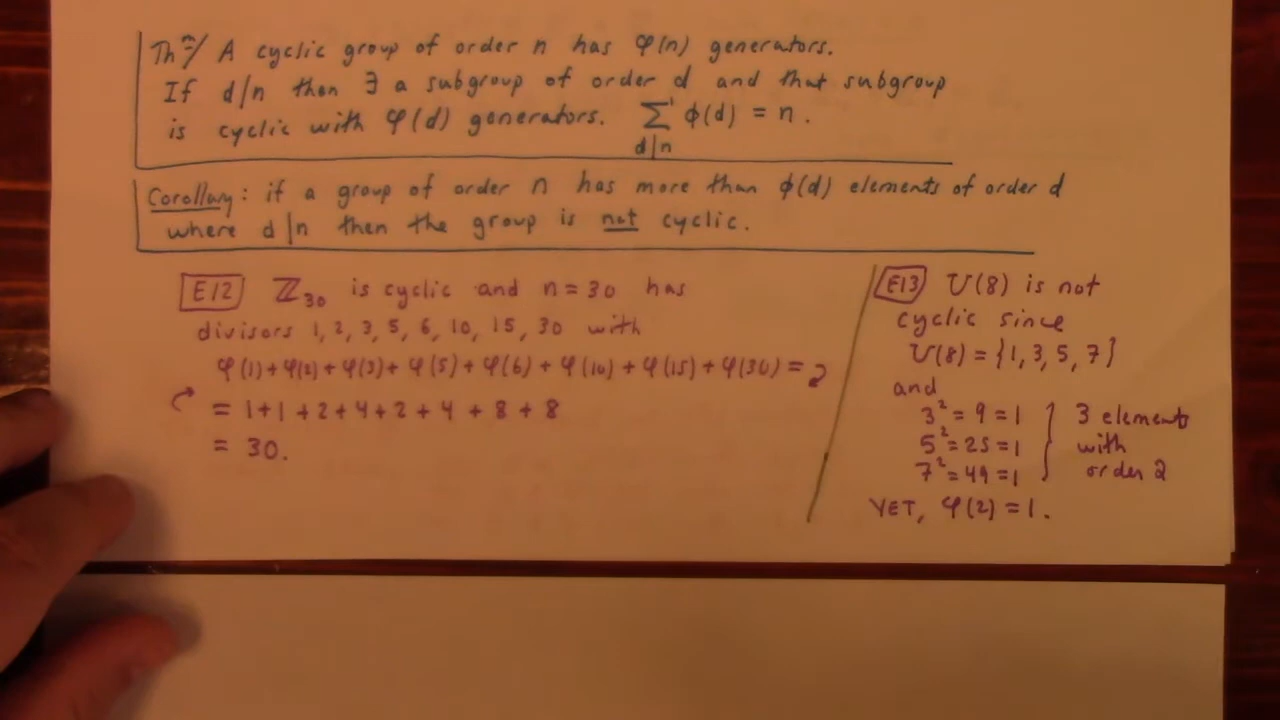 Thᵐ/ A cyclic group of order n has φ(n) generators.
If d|n then ∃ a subgroup of order d and that subgroup
is cyclic with φ(d) generators. ∑ ϕ(d) = n.
d|n
Corollary: if a group of order n has more than ϕ(d) elements of order d
where d|n then the group is not cyclic.
E12 ℤ₃₀ is cyclic and n = 30 has
divisors 1, 2, 3, 5, 6, 10, 15, 30 with
φ(1)+φ(2)+φ(3)+φ(5)+φ(6)+φ(10)+φ(15)+φ(30) =
= 1+1+2+4+2+4+8+8
= 30.
E13 U(8) is not
cyclic since
U(8) = {1, 3, 5, 7}
and
3² = 9 = 1
5² = 25 = 1
7² = 49 = 1
3 elements
with
order 2
YET, φ(2) = 1.